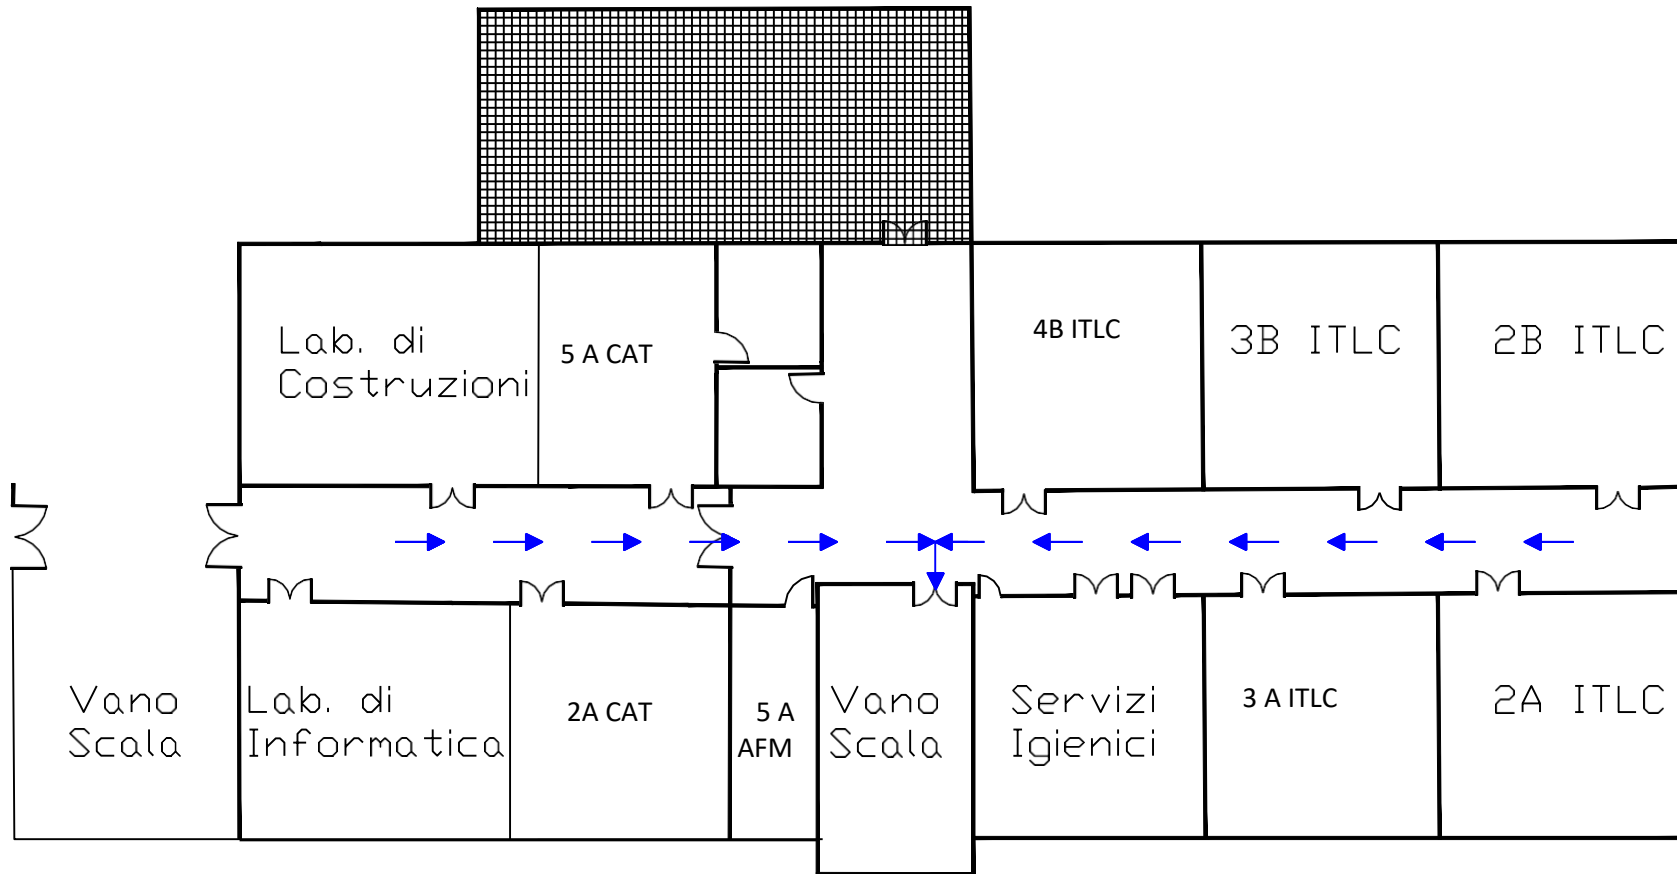 Lab. di
Costruzioni
5 A CAT
4B ITLC
3B ITLC
2B ITLC
Vano
Scala
Lab. di
Informatica
2A CAT
5 A
AFM
Vano
Scala
Servizi
Igienici
3 A ITLC
2A ITLC